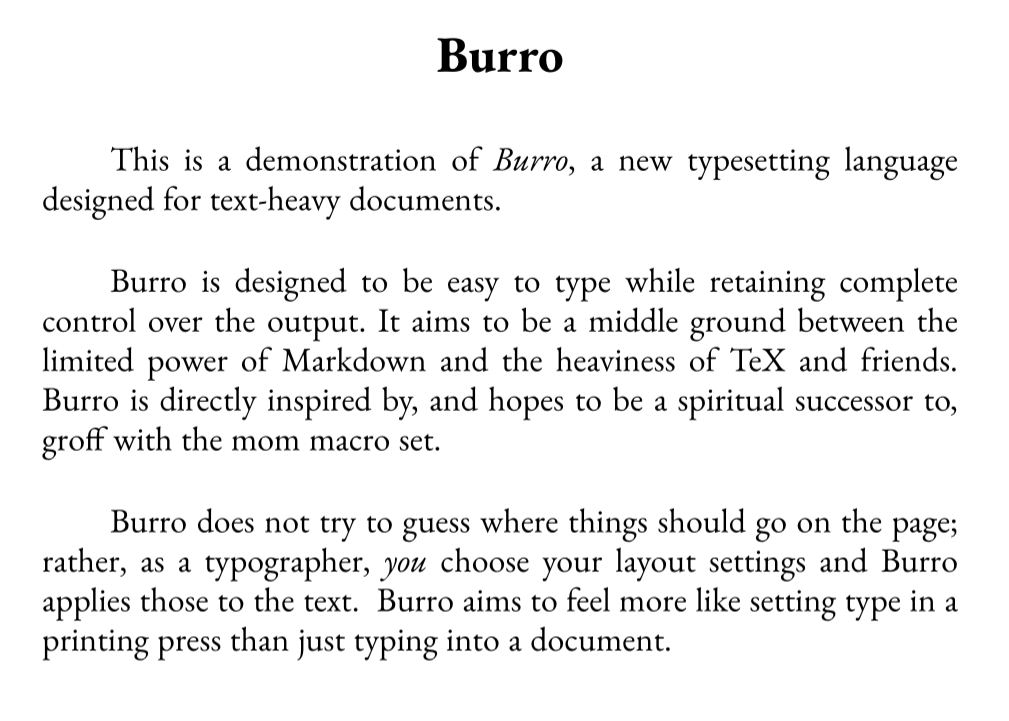 Burro
This is a demonstration of Burro, a new typesetting language
designed for text-heavy documents.
Burro is designed to be easy to type while retaining complete
control over the output. It aims to be a middle ground between the
limited power of Markdown and the heaviness of TeX and friends.
Burro is directly inspired by, and hopes to be a spiritual successor to,
groff with the mom macro set.
Burro does not try to guess where things should go on the page;
rather, as a typographer, you choose your layout settings and Burro
applies those to the text.  Burro aims to feel more like setting type in a
printing press than just typing into a document.